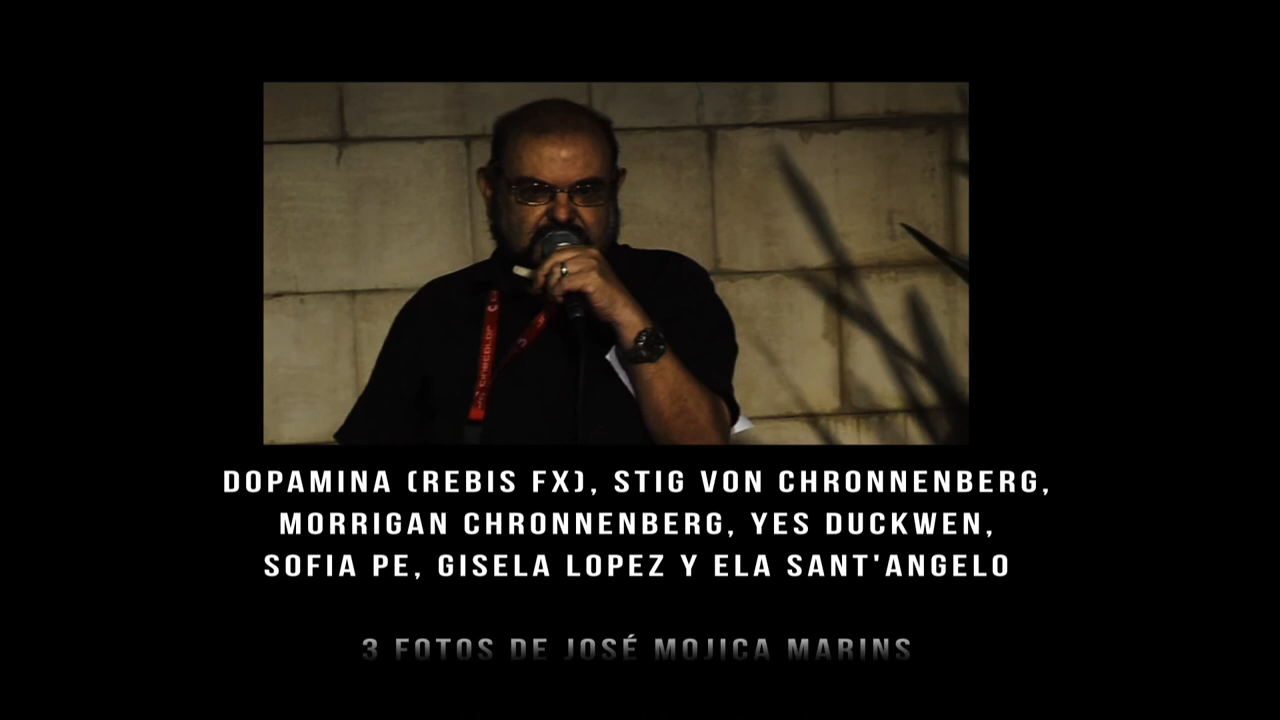 CINECOLOR
DOPAMINA (REBIS FX), STIG VON CHRONNENBERG,
MORRIGAN CHRONNENBERG, YES DUCKWEN,
SOFIA PE, GISELA LOPEZ Y ELA SANT'ANGELO
3 FOTOS DE JOSÉ MOJICA MARINS